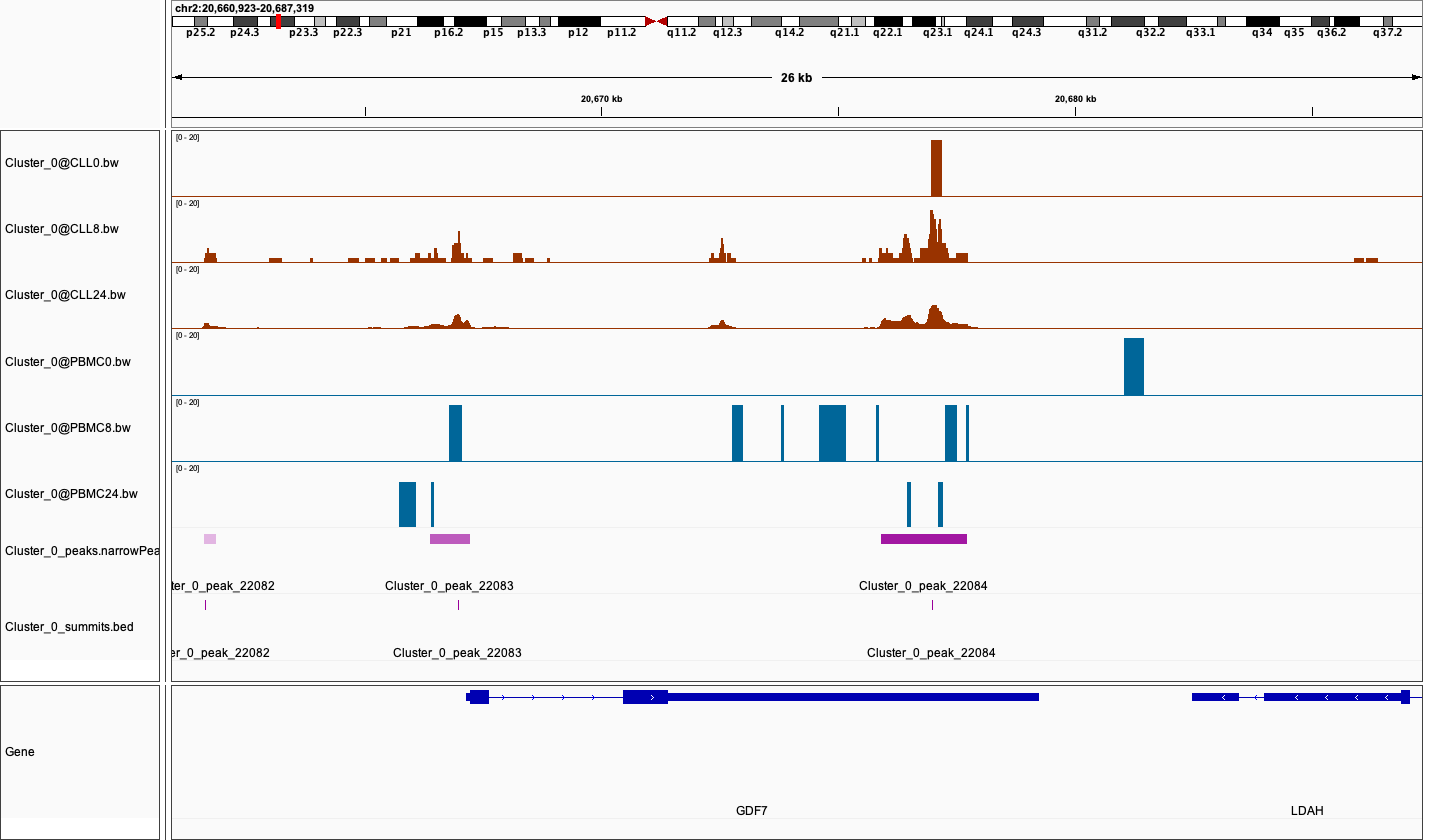 chr2:20,660,923-20,687,319
p25.2 p24.3 p23.3 p22.3 p21 p16.2 p15 p13.3 p12 p11.2 q11.2 q12.3 q14.2 q21.1 q22.1 q23.1 q24.1 q24.3 q31.2 q32.2 q33.1 q34 q35 q36.2 q37.2
26 kb
20,670 kb 20,680 kb
[0 - 20]
Cluster_0@CLL0.bw
[0 - 20]
Cluster_0@CLL8.bw
[0 - 20]
Cluster_0@CLL24.bw
[0 - 20]
Cluster_0@PBMC0.bw
[0 - 20]
Cluster_0@PBMC8.bw
[0 - 20]
Cluster_0@PBMC24.bw
Cluster_0_peaks.narrowPea
ter_0_peak_22082 Cluster_0_peak_22083 Cluster_0_peak_22084
Cluster_0_summits.bed
er_0_peak_22082 Cluster_0_peak_22083 Cluster_0_peak_22084
Gene
GDF7 LDAH